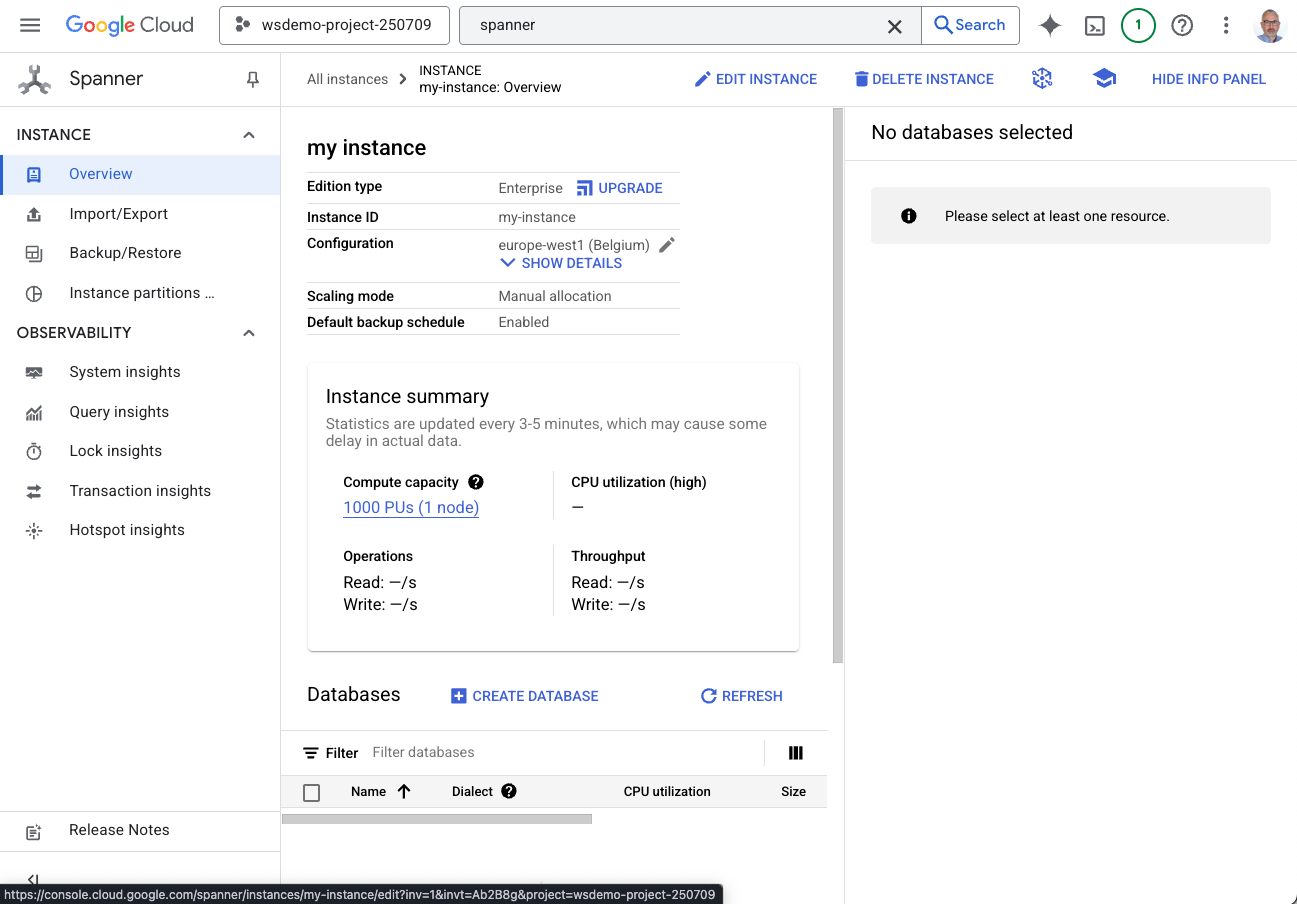 Google Cloud
wsdemo-project-250709
spanner
Search
1
Spanner
All instances
INSTANCE
my-instance: Overview
EDIT INSTANCE
DELETE INSTANCE
HIDE INFO PANEL
INSTANCE
Overview
Import/Export
Backup/Restore
Instance partitions ...
OBSERVABILITY
System insights
Query insights
Lock insights
Transaction insights
Hotspot insights
Release Notes
my instance
Edition type Enterprise UPGRADE
Instance ID my-instance
Configuration europe-west1 (Belgium)
SHOW DETAILS
Scaling mode Manual allocation
Default backup schedule Enabled
Instance summary
Statistics are updated every 3-5 minutes, which may cause some
delay in actual data.
Compute capacity
1000 PUs (1 node)
CPU utilization (high)
—
Operations
Read: —/s
Write: —/s
Throughput
Read: —/s
Write: —/s
Databases CREATE DATABASE REFRESH
Filter Filter databases
Name Dialect CPU utilization Size
No databases selected
Please select at least one resource.
https://console.cloud.google.com/spanner/instances/my-instance/edit?inv=1&invt=Ab2B8g&project=wsdemo-project-250709